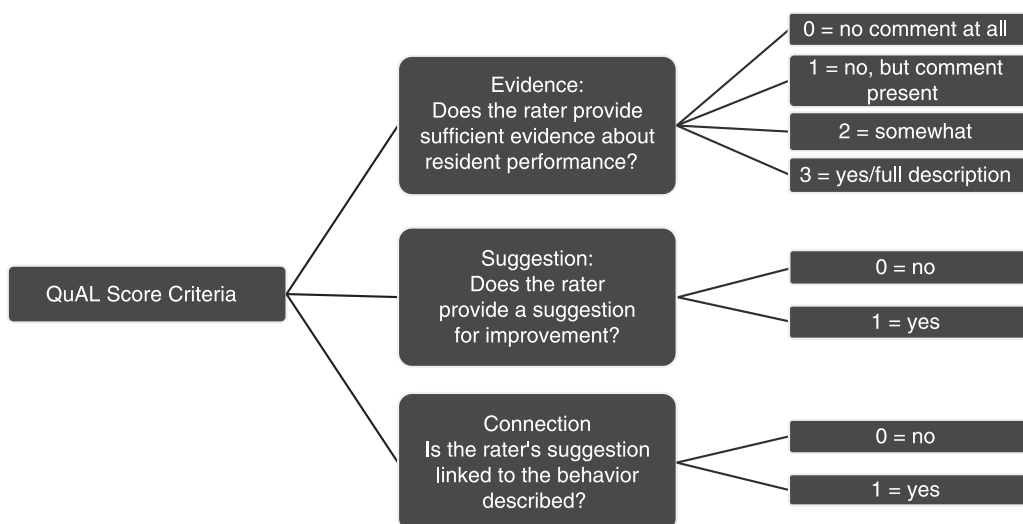 QuAL Score Criteria
Evidence:
Does the rater provide
sufficient evidence about
resident performance?
0 = no comment at all
1 = no, but comment
present
2 = somewhat
3 = yes/full description
Suggestion:
Does the rater
provide a suggestion
for improvement?
0 = no
1 = yes
Connection
Is the rater's suggestion
linked to the behavior
described?
0 = no
1 = yes